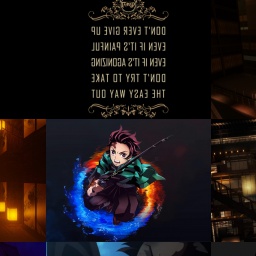 DON'T EVER GIVE UP
EVEN IF IT'S PAINFUL
EVEN IF IT'S AGONIZING
DON'T TRY TO TAKE
THE EASY WAY OUT